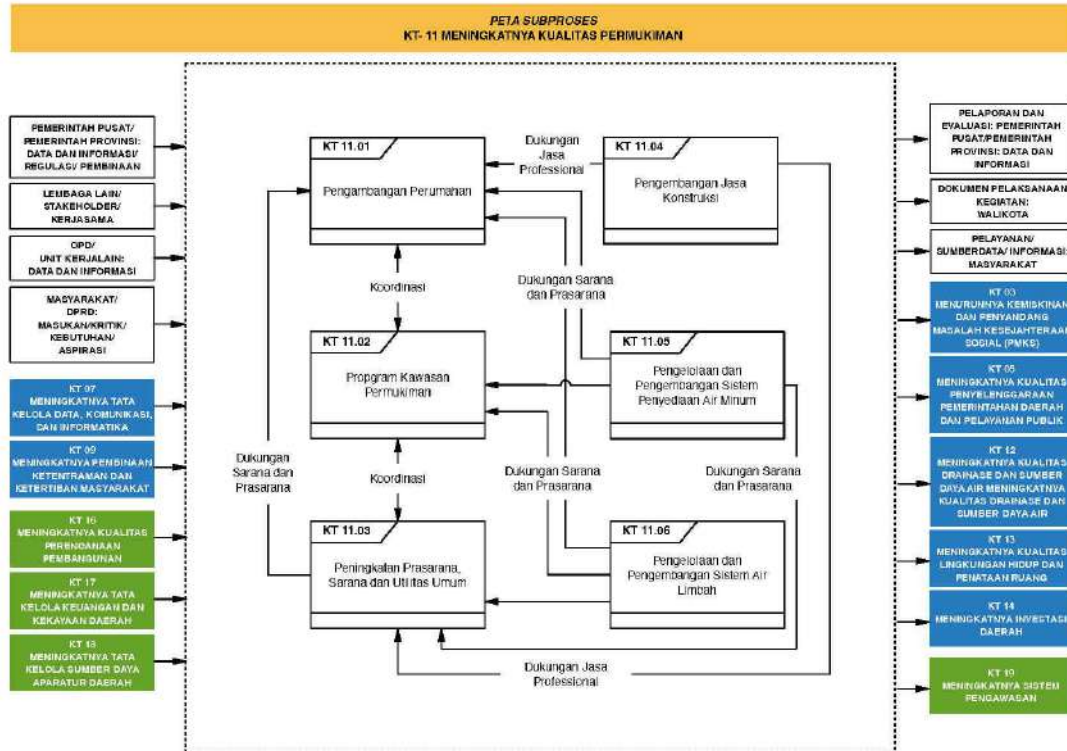 PETA SUBPROSES
KT- 11 MENINGKATNYA KUALITAS PERMUKIMAN
PEMERINTAH PUSAT/
PEMERINTAH PROVINSI:
DATA DAN INFORMASI/
REGULASI/ PEMBINAAN
LEMBAGA LAIN/
STAKEHOLDER/
KERJASAMA
OPD/
UNIT KERJALAIN:
DATA DAN INFORMASI
MASYARAKAT/
DPRD:
MASUKAN/KRITIK/
KEBUTUHAN/
ASPIRASI
KT 07
MENINGKATNYA TATA
KELOLA DATA, KOMUNIKASI,
DAN INFORMATIKA
KT 09
MENINGKATNYA PEMBINAAN
KETENTRAMAN DAN
KETERTIBAN MASYARAKAT
KT 16
MENINGKATNYA KUALITAS
PERENCANAAN
PEMBANGUNAN
KT 17
MENINGKATNYA TATA
KELOLA KEUANGAN DAN
KEKAYAAN DAERAH
KT 18
MENINGKATNYA TATA
KELOLA SUMBER DAYA
APARATUR DAERAH
KT 11.01
Pengambangan Perumahan
Dukungan
Jasa
Professional
KT 11.04
Pengembangan Jasa
Konstruksi
Koordinasi
Dukungan Sarana
dan Prasarana
KT 11.02
Propgram Kawasan
Permukiman
KT 11.05
Pengelolaan dan
Pengembangan Sistem
Penyediaan Air Minum
Dukungan
Sarana dan
Prasarana
Koordinasi
Dukungan Sarana
dan Prasarana
Dukungan Sarana
dan Prasarana
KT 11.03
Peningkatan Prasarana,
Sarana dan Utilitas Umum
KT 11.06
Pengelolaan dan
Pengembangan Sistem Air
Limbah
Dukungan Jasa
Professional
PELAPORAN DAN
EVALUASI: PEMERINTAH
PUSAT/PEMERINTAH
PROVINSI: DATA DAN
INFORMASI
DOKUMEN PELAKSANAAN
KEGIATAN:
WALIKOTA
PELAYANAN/
SUMBERDATA/ INFORMASI:
MASYARAKAT
KT 03
MENURUNNYA KEMISKINAN
DAN PENYANDANG
MASALAH KESEJAHTERAAN
SOSIAL (PMKS)
KT 05
MENINGKATNYA KUALITAS
PENYELENGGARAAN
PEMERINTAHAN DAERAH
DAN PELAYANAN PUBLIK
KT 12
MENINGKATNYA KUALITAS
DRAINASE DAN SUMBER
DAYA AIR MENINGKATNYA
KUALITAS DRAINASE DAN
SUMBER DAYA AIR
KT 13
MENINGKATNYA KUALITAS
LINGKUNGAN HIDUP DAN
PENATAAN RUANG
KT 14
MENINGKATNYA INVESTASI
DAERAH
KT 19
MENINGKATNYA SISTEM
PENGAWASAN